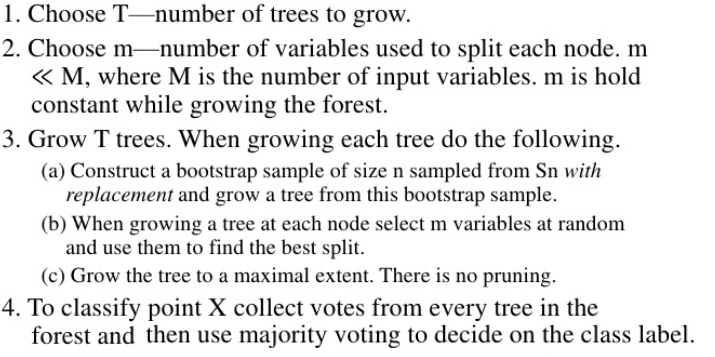 1. Choose T—number of trees to grow.
2. Choose m—number of variables used to split each node. m
≪ M, where M is the number of input variables. m is hold
constant while growing the forest.
3. Grow T trees. When growing each tree do the following.
(a) Construct a bootstrap sample of size n sampled from Sn with
replacement and grow a tree from this bootstrap sample.
(b) When growing a tree at each node select m variables at random
and use them to find the best split.
(c) Grow the tree to a maximal extent. There is no pruning.
4. To classify point X collect votes from every tree in the
forest and then use majority voting to decide on the class label.